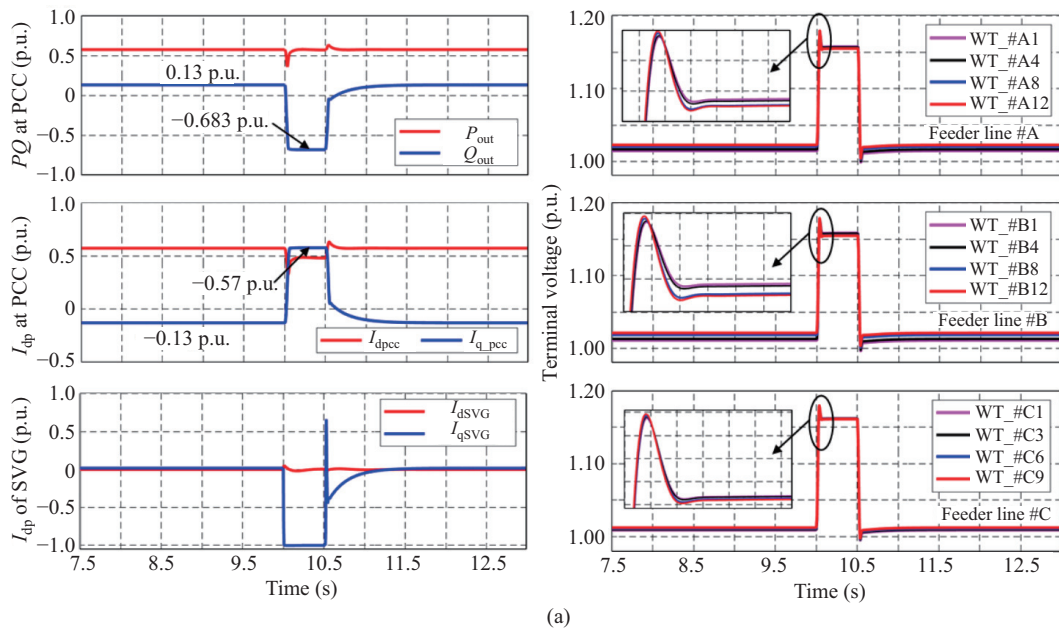 PQ at PCC (p.u.)
1.0
0.5
0
−0.5
−1.0
0.13 p.u.
−0.683 p.u.
P_out
Q_out
I_dp at PCC (p.u.)
1.0
0.5
0
−0.5
−0.57 p.u.
−0.13 p.u.
I_dpcc
I_q_pcc
I_dp of SVG (p.u.)
1.0
0.5
0
−0.5
−1.0
I_dSVG
I_qSVG
7.5
8.5
9.5
10.5
11.5
12.5
Time (s)
Terminal voltage (p.u.)
1.20
1.10
1.00
WT_#A1
WT_#A4
WT_#A8
WT_#A12
Feeder line #A
1.20
1.10
1.00
WT_#B1
WT_#B4
WT_#B8
WT_#B12
Feeder line #B
1.20
1.10
1.00
WT_#C1
WT_#C3
WT_#C6
WT_#C9
Feeder line #C
7.5
8.5
9.5
10.5
11.5
12.5
Time (s)
(a)